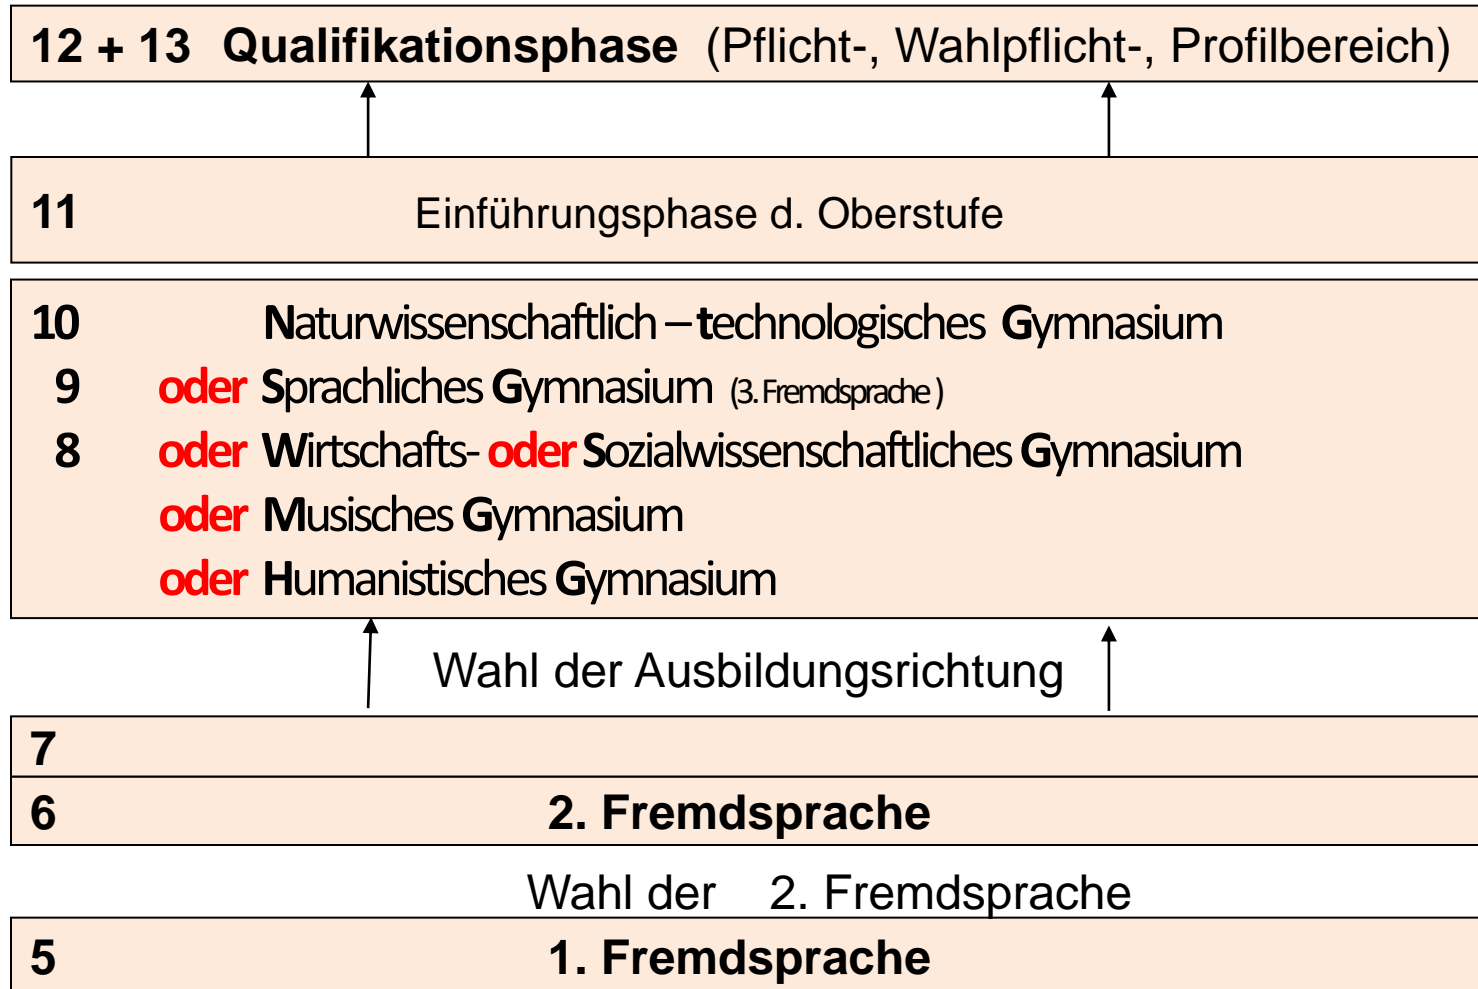 12 + 13 Qualifikationsphase (Pflicht-, Wahlpflicht-, Profilbereich)
11 Einführungsphase d. Oberstufe
10 Naturwissenschaftlich – technologisches Gymnasium
9 oder Sprachliches Gymnasium (3. Fremdsprache )
8 oder Wirtschafts- oder Sozialwissenschaftliches Gymnasium
oder Musisches Gymnasium
oder Humanistisches Gymnasium
Wahl der Ausbildungsrichtung
7
6 2. Fremdsprache
Wahl der 2. Fremdsprache
5 1. Fremdsprache